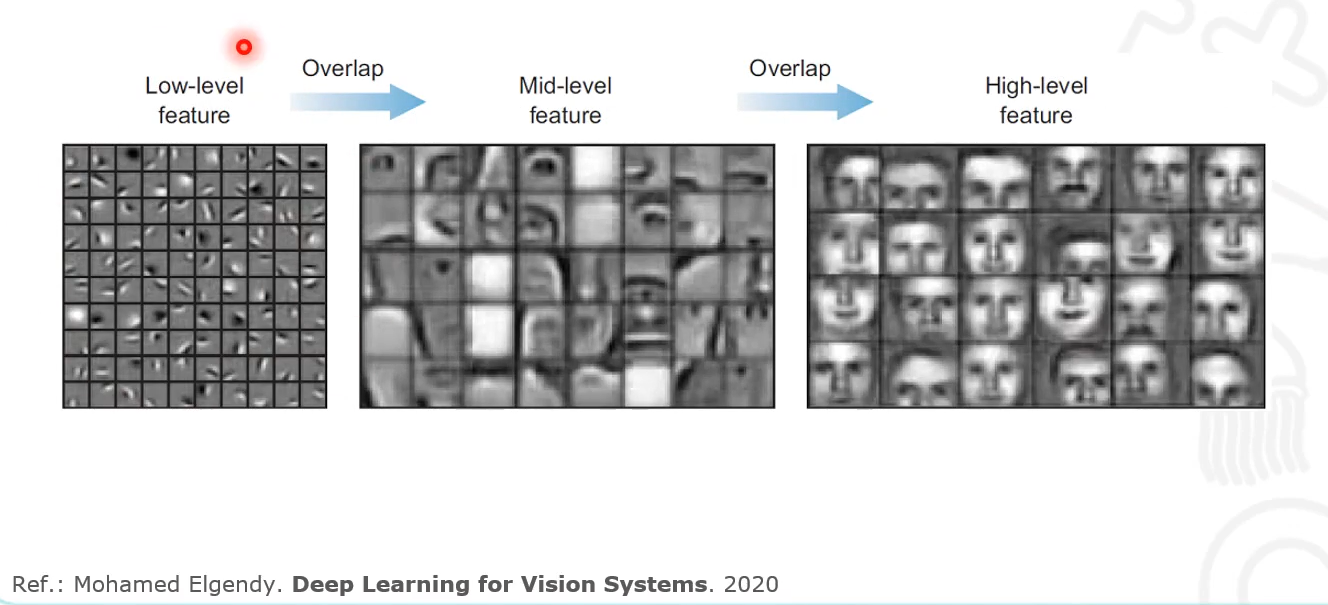 Low-level
feature
Overlap
Mid-level
feature
Overlap
High-level
feature
Ref.: Mohamed Elgendy. Deep Learning for Vision Systems. 2020